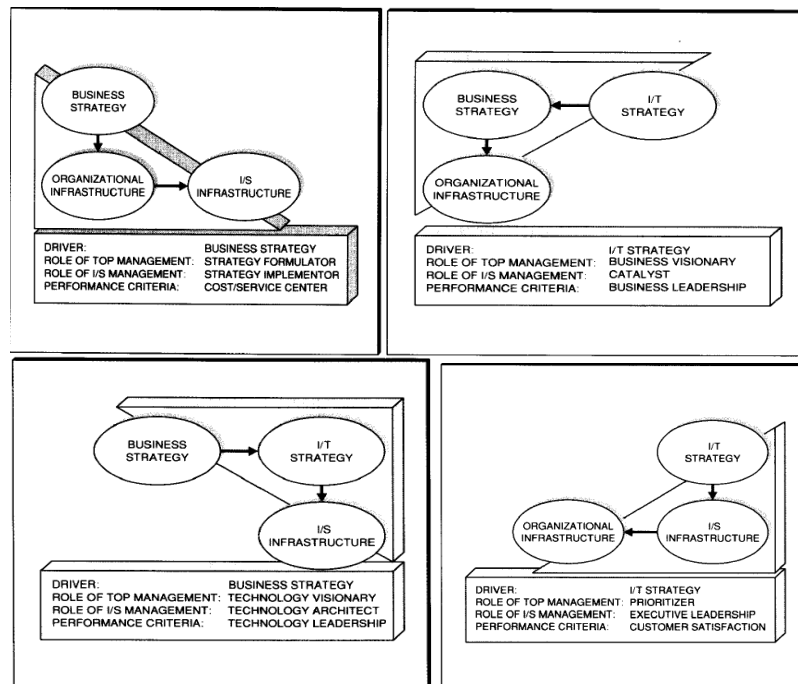 BUSINESS
STRATEGY
ORGANIZATIONAL
INFRASTRUCTURE
I/S
INFRASTRUCTURE
DRIVER: BUSINESS STRATEGY
ROLE OF TOP MANAGEMENT: STRATEGY FORMULATOR
ROLE OF I/S MANAGEMENT: STRATEGY IMPLEMENTOR
PERFORMANCE CRITERIA: COST/SERVICE CENTER
BUSINESS
STRATEGY
I/T
STRATEGY
ORGANIZATIONAL
INFRASTRUCTURE
DRIVER: I/T STRATEGY
ROLE OF TOP MANAGEMENT: BUSINESS VISIONARY
ROLE OF I/S MANAGEMENT: CATALYST
PERFORMANCE CRITERIA: BUSINESS LEADERSHIP
BUSINESS
STRATEGY
I/T
STRATEGY
I/S
INFRASTRUCTURE
DRIVER: BUSINESS STRATEGY
ROLE OF TOP MANAGEMENT: TECHNOLOGY VISIONARY
ROLE OF I/S MANAGEMENT: TECHNOLOGY ARCHITECT
PERFORMANCE CRITERIA: TECHNOLOGY LEADERSHIP
I/T
STRATEGY
ORGANIZATIONAL
INFRASTRUCTURE
I/S
INFRASTRUCTURE
DRIVER: I/T STRATEGY
ROLE OF TOP MANAGEMENT: PRIORITIZER
ROLE OF I/S MANAGEMENT: EXECUTIVE LEADERSHIP
PERFORMANCE CRITERIA: CUSTOMER SATISFACTION